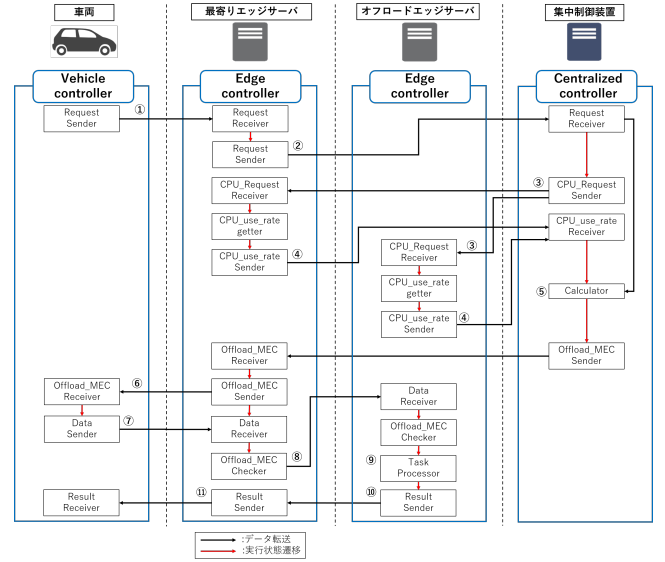 車両
最寄りエッジサーバ
オフロードエッジサーバ
集中制御装置
Vehicle
controller
Edge
controller
Edge
controller
Centralized
controller
Request
Sender
①
Request
Receiver
Request
Sender
②
Request
Receiver
CPU_Request
Receiver
③
CPU_Request
Sender
CPU_use_rate
getter
CPU_use_rate
Receiver
CPU_use_rate
Sender
④
CPU_Request
Receiver
③
CPU_use_rate
getter
⑤
Calculator
CPU_use_rate
Sender
④
Offload_MEC
Receiver
Offload_MEC
Sender
Offload_MEC
Receiver
⑥
Offload_MEC
Sender
Data
Receiver
Data
Sender
⑦
Data
Receiver
Offload_MEC
Checker
Offload_MEC
Checker
⑧
⑨
Task
Processor
Result
Receiver
⑪
Result
Sender
⑩
Result
Sender
:データ転送
:実行状態遷移